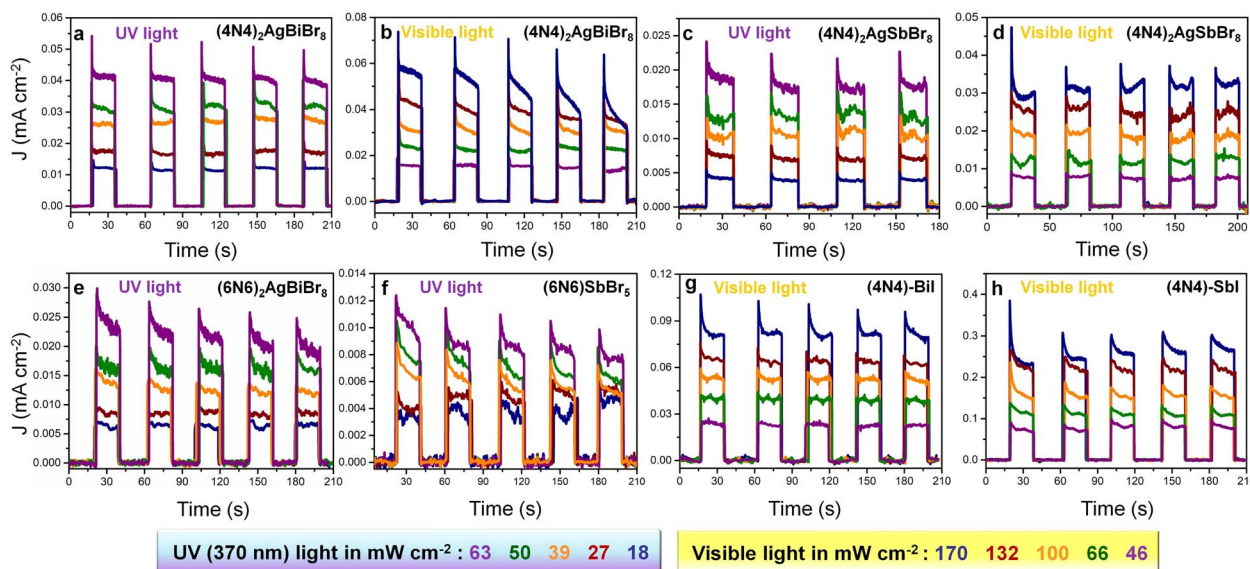 a UV light (4N4)₂AgBiBr₈
b Visible light (4N4)₂AgBiBr₈
c UV light (4N4)₂AgSbBr₈
d Visible light (4N4)₂AgSbBr₈
J (mA cm⁻²)
0.06
0.05
0.04
0.03
0.02
0.01
0.00
0 30 60 90 120 150 180 210
Time (s)
0.08
0.06
0.04
0.02
0.00
0 30 60 90 120 150 180 210
Time (s)
0.025
0.020
0.015
0.010
0.005
0.000
0 20 40 60 80 100 120 140 160 180
Time (s)
0.05
0.04
0.03
0.02
0.01
0.00
0 50 100 150 200
Time (s)
e UV light (6N6)₂AgBiBr₈
f UV light (6N6)SbBr₅
g Visible light (4N4)-BiI
h Visible light (4N4)-SbI
J (mA cm⁻²)
0.030
0.025
0.020
0.015
0.010
0.005
0.000
0 30 60 90 120 150 180 210
Time (s)
0.014
0.012
0.010
0.008
0.006
0.004
0.002
0.000
0 30 60 90 120 150 180 210
Time (s)
0.12
0.09
0.06
0.03
0.00
0 30 60 90 120 150 180 210
Time (s)
0.4
0.3
0.2
0.1
0.0
0 30 60 90 120 150 180 210
Time (s)
UV (370 nm) light in mW cm⁻² : 63 50 39 27 18
Visible light in mW cm⁻² : 170 132 100 66 46